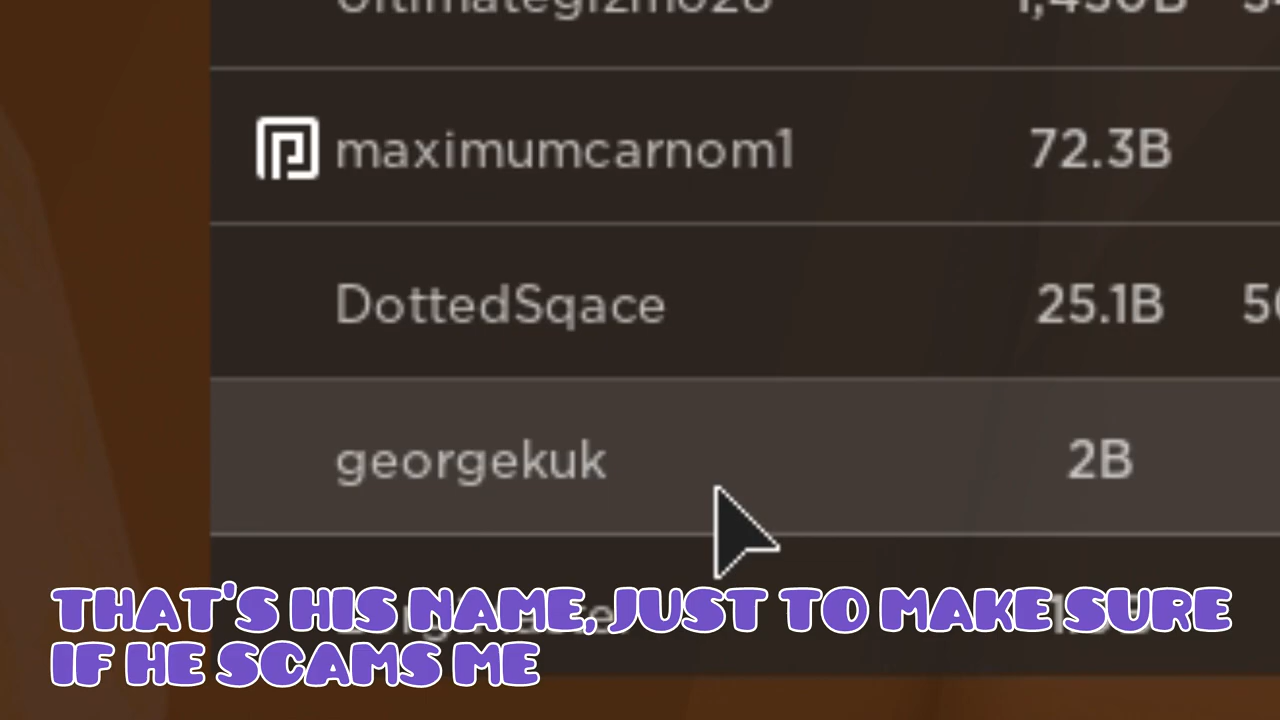 maximumcarnom1 72.3B
DottedSqace 25.1B
georgekuk 2B
THAT'S HIS NAME, JUST TO MAKE SURE
IF HE SCAMS ME